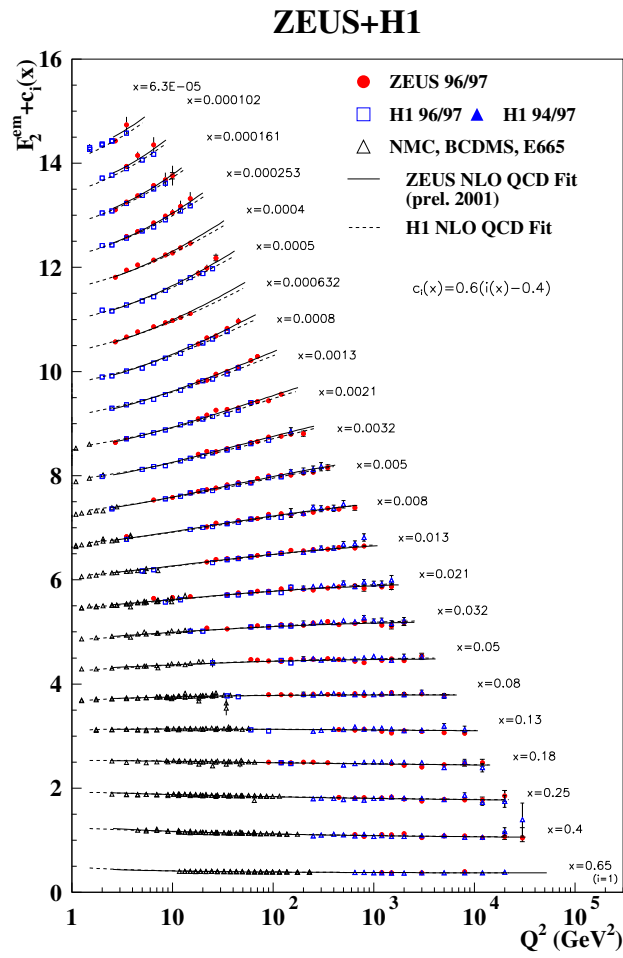 ZEUS+H1
F₂ᵉᵐ+cᵢ(x)
16
14
12
10
8
6
4
2
0
1
10
10²
10³
10⁴
10⁵
Q² (GeV²)
ZEUS 96/97
H1 96/97 H1 94/97
NMC, BCDMS, E665
ZEUS NLO QCD Fit
(prel. 2001)
H1 NLO QCD Fit
cᵢ(x)=0.6(i(x)−0.4)
x=6.3E-05
x=0.000102
x=0.000161
x=0.000253
x=0.0004
x=0.0005
x=0.000632
x=0.0008
x=0.0013
x=0.0021
x=0.0032
x=0.005
x=0.008
x=0.013
x=0.021
x=0.032
x=0.05
x=0.08
x=0.13
x=0.18
x=0.25
x=0.4
x=0.65
(i=1)